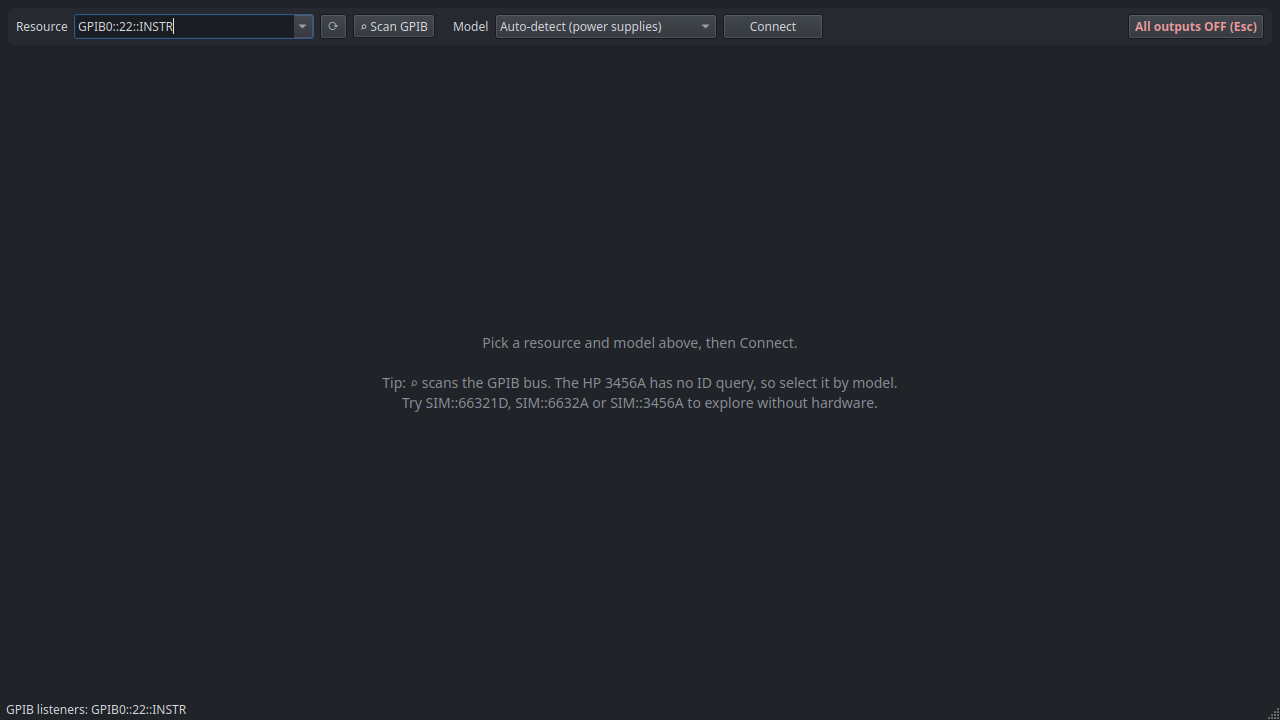 Resource GPIB0::22::INSTR ⟳ ⌕ Scan GPIB Model Auto-detect (power supplies) Connect All outputs OFF (Esc)
Pick a resource and model above, then Connect.
Tip: ⌕ scans the GPIB bus. The HP 3456A has no ID query, so select it by model.
Try SIM::66321D, SIM::6632A or SIM::3456A to explore without hardware.
GPIB listeners: GPIB0::22::INSTR